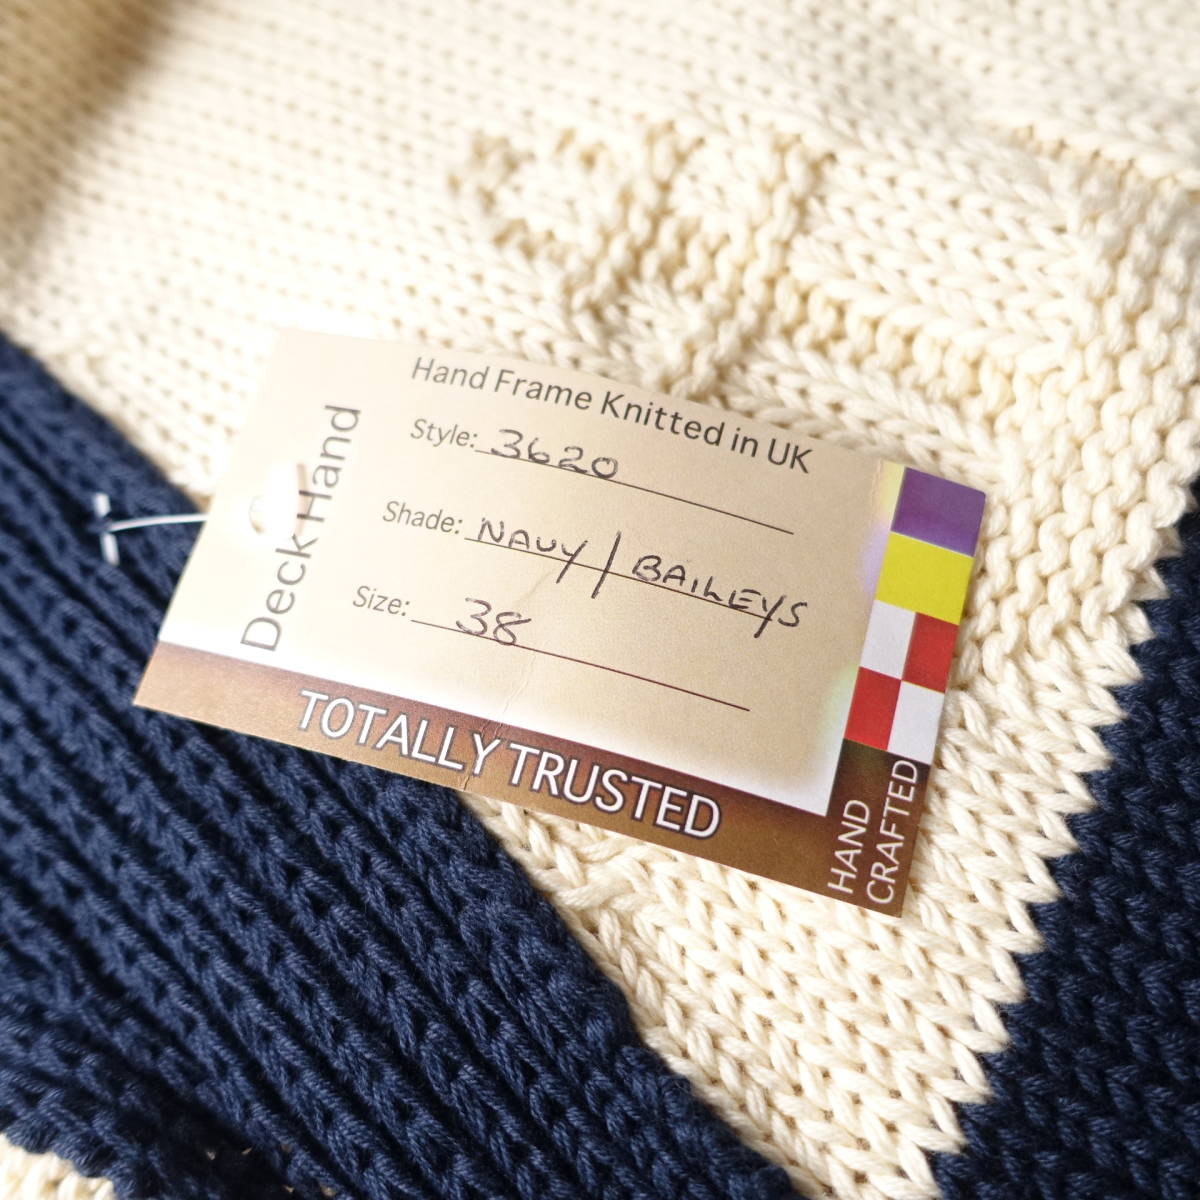 Deck Hand
Hand Frame Knitted in UK
Style: 3620
Shade: NAVY / BAILEYS
Size: 38
TOTALLY TRUSTED
HAND
CRAFTED